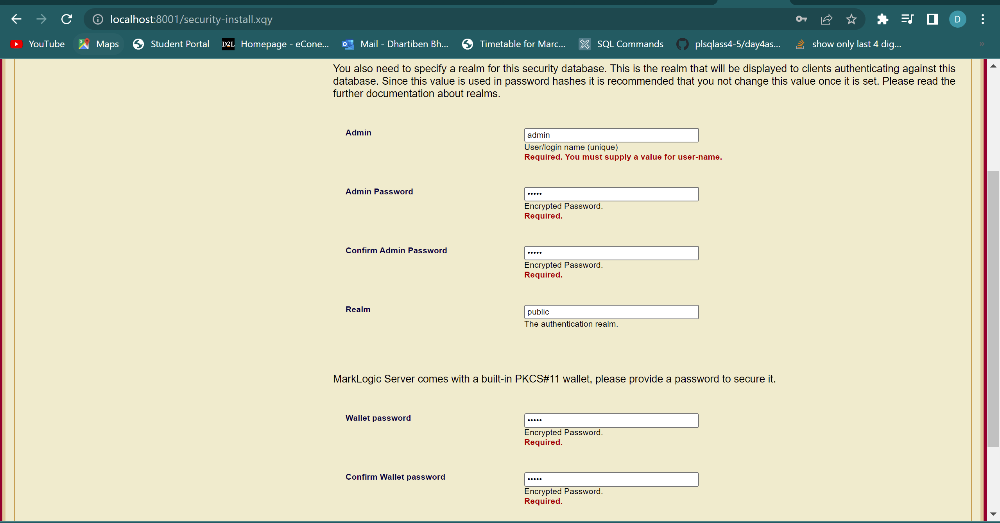 localhost:8001/security-install.xqy
D
YouTube
Maps
Student Portal
D2L
Homepage - eCone...
Mail - Dhartiben Bh...
Timetable for Marc...
SQL Commands
plsqlass4-5/day4as...
show only last 4 dig...
You also need to specify a realm for this security database. This is the realm that will be displayed to clients authenticating against this
database. Since this value is used in password hashes it is recommended that you not change this value once it is set. Please read the
further documentation about realms.
Admin
admin
User/login name (unique)
Required. You must supply a value for user-name.
Admin Password
•••••
Encrypted Password.
Required.
Confirm Admin Password
•••••
Encrypted Password.
Required.
Realm
public
The authentication realm.
MarkLogic Server comes with a built-in PKCS#11 wallet, please provide a password to secure it.
Wallet password
•••••
Encrypted Password.
Required.
Confirm Wallet password
•••••
Encrypted Password.
Required.